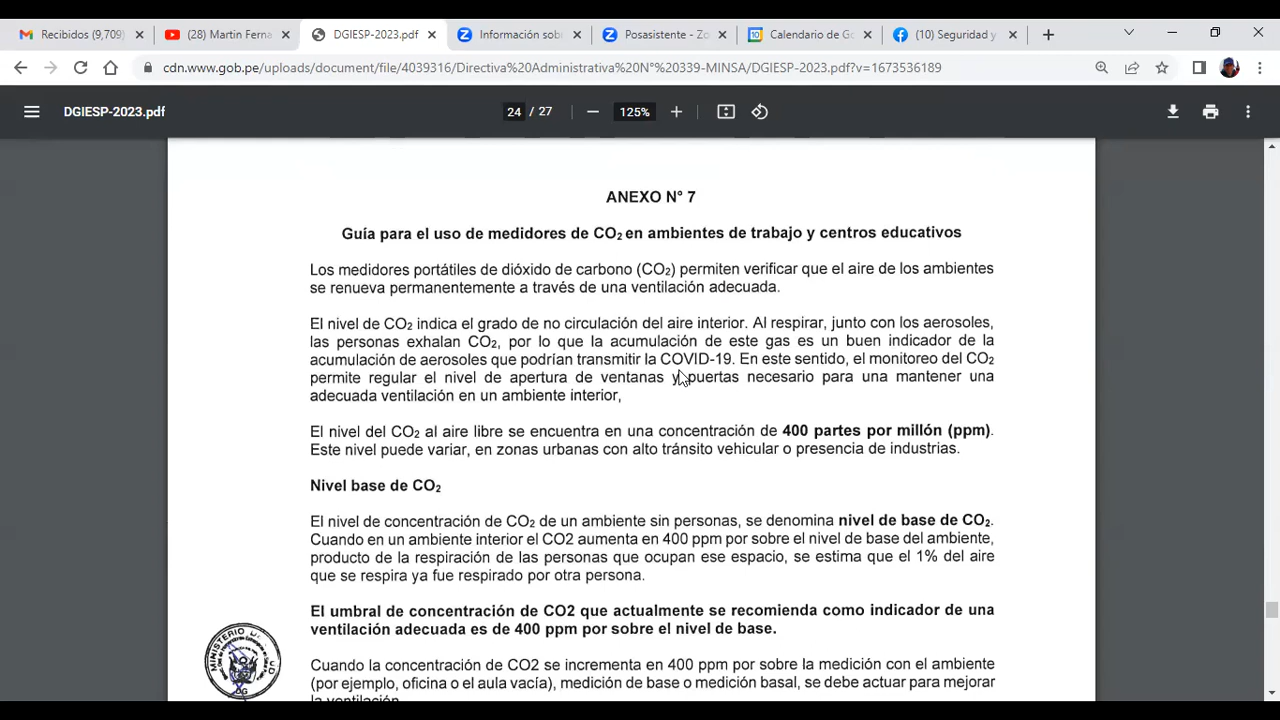 Recibidos (9,709)
(28) Martin Ferna
DGIESP-2023.pdf
Información sob
Posasistente - Zo
Calendario de Go
(10) Seguridad y
cdn.www.gob.pe/uploads/document/file/4039316/Directiva%20Administrativa%20N°%20339-MINSA/DGIESP-2023.pdf?v=1673536189
DGIESP-2023.pdf
24 / 27
125%
ANEXO N° 7
Guía para el uso de medidores de CO₂ en ambientes de trabajo y centros educativos
Los medidores portátiles de dióxido de carbono (CO₂) permiten verificar que el aire de los ambientes
se renueva permanentemente a través de una ventilación adecuada.
El nivel de CO₂ indica el grado de no circulación del aire interior. Al respirar, junto con los aerosoles,
las personas exhalan CO₂, por lo que la acumulación de este gas es un buen indicador de la
acumulación de aerosoles que podrían transmitir la COVID-19. En este sentido, el monitoreo del CO₂
permite regular el nivel de apertura de ventanas y puertas necesario para una mantener una
adecuada ventilación en un ambiente interior,
El nivel del CO₂ al aire libre se encuentra en una concentración de 400 partes por millón (ppm).
Este nivel puede variar, en zonas urbanas con alto tránsito vehicular o presencia de industrias.
Nivel base de CO₂
El nivel de concentración de CO₂ de un ambiente sin personas, se denomina nivel de base de CO₂.
Cuando en un ambiente interior el CO2 aumenta en 400 ppm por sobre el nivel de base del ambiente,
producto de la respiración de las personas que ocupan ese espacio, se estima que el 1% del aire
que se respira ya fue respirado por otra persona.
El umbral de concentración de CO2 que actualmente se recomienda como indicador de una
ventilación adecuada es de 400 ppm por sobre el nivel de base.
Cuando la concentración de CO2 se incrementa en 400 ppm por sobre la medición con el ambiente
(por ejemplo, oficina o el aula vacía), medición de base o medición basal, se debe actuar para mejorar
la ventilación.